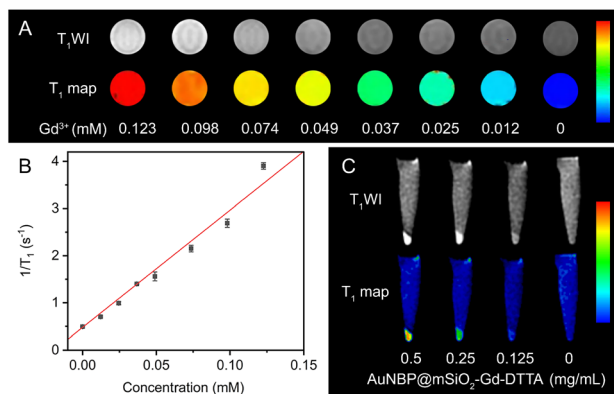 A
T₁WI
T₁ map
Gd³⁺ (mM) 0.123 0.098 0.074 0.049 0.037 0.025 0.012 0
B
4
3
2
1
0
1/T₁ (s⁻¹)
0.00 0.05 0.10 0.15
Concentration (mM)
C
T₁WI
T₁ map
0.5 0.25 0.125 0
AuNBP@mSiO₂-Gd-DTTA (mg/mL)